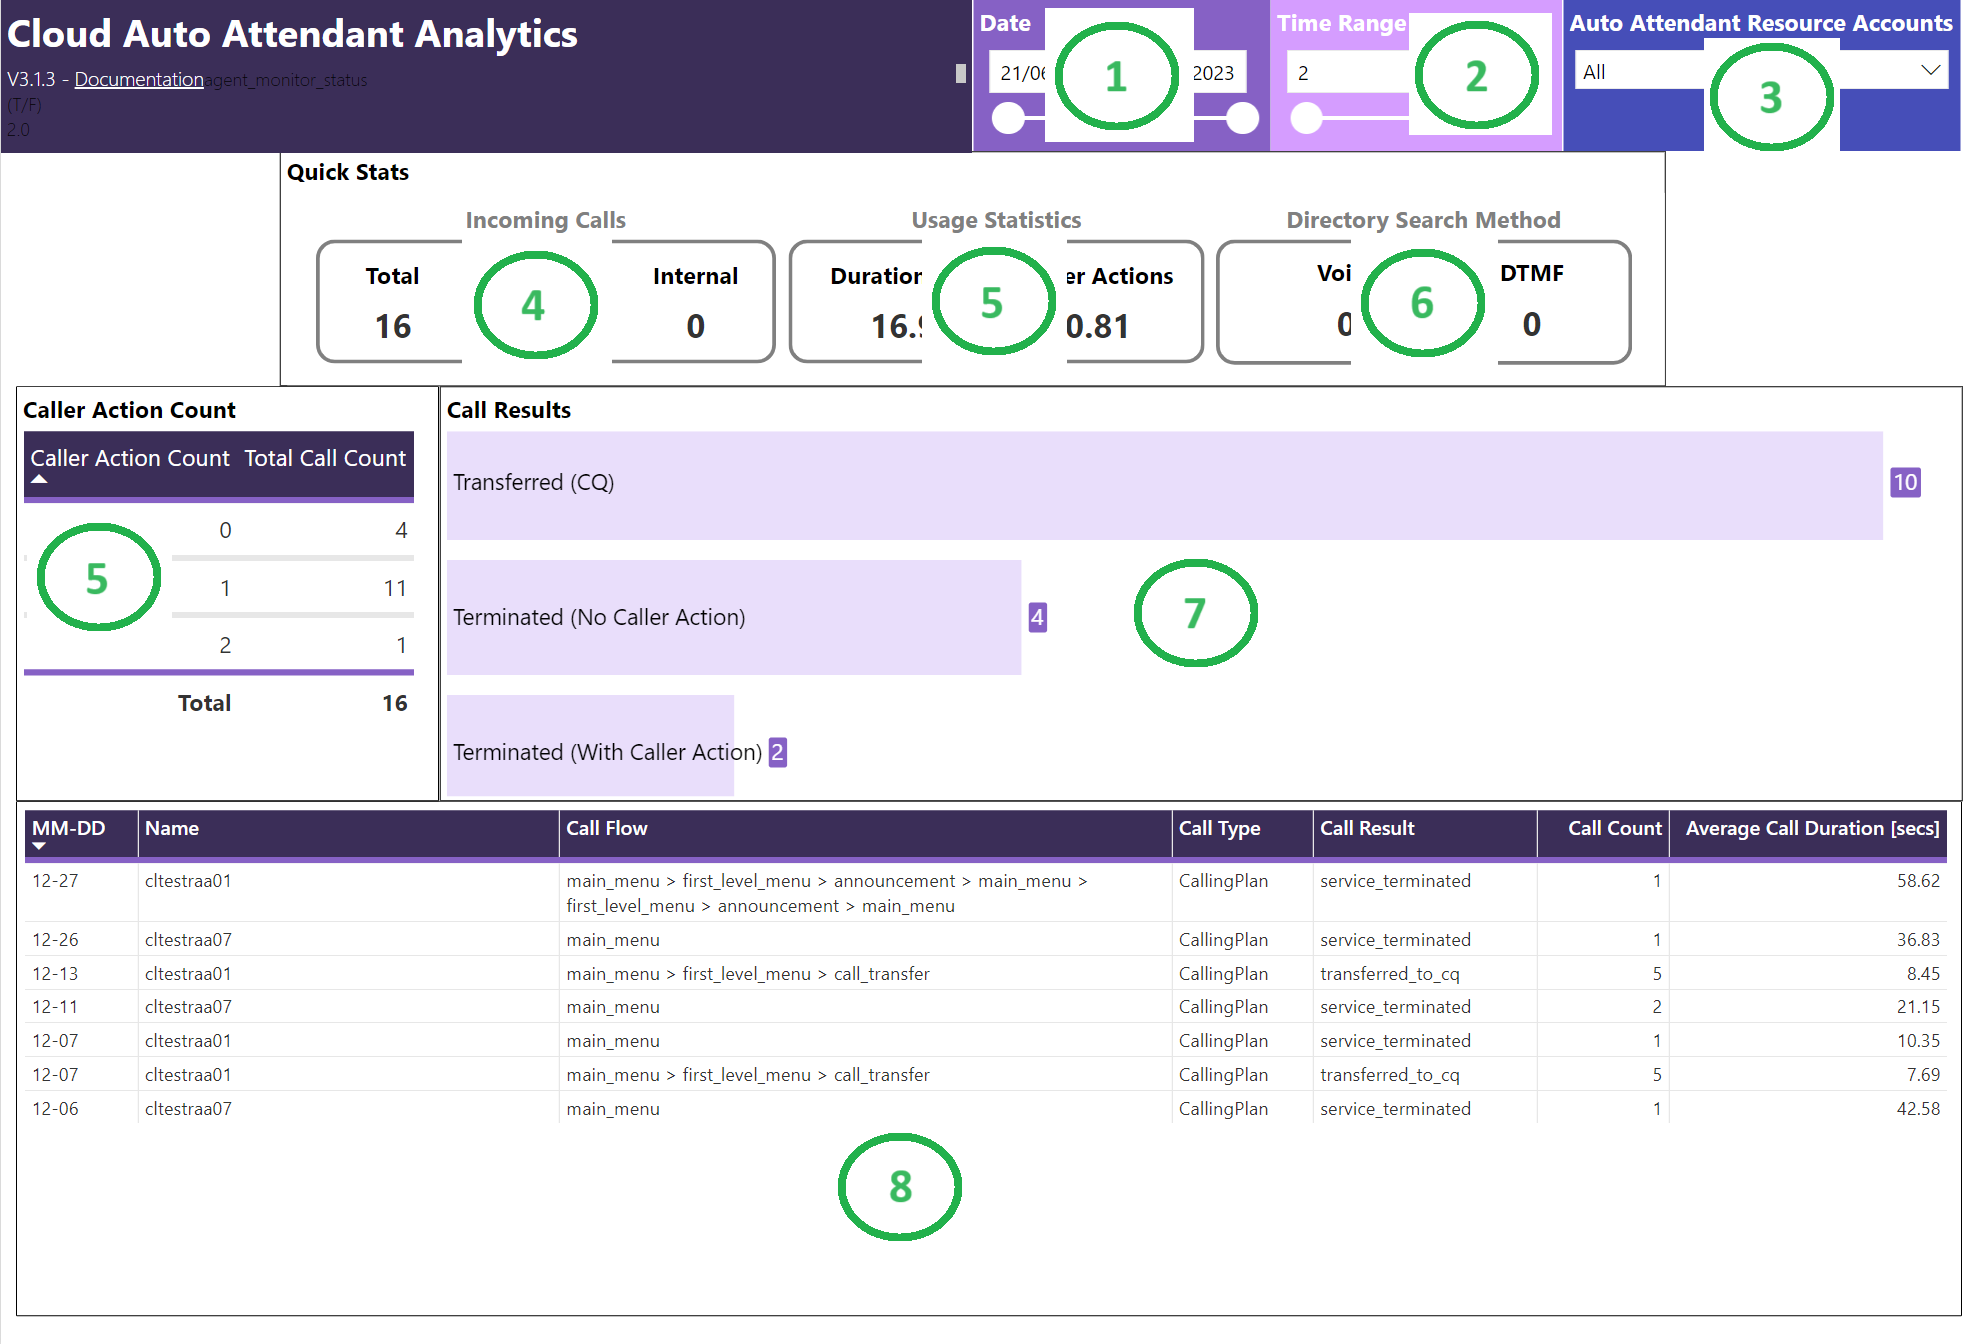 Cloud Auto Attendant Analytics
V3.1.3 - Documentation agent_monitor_status
(T/F)
2.0
Date
21/06 2023
1
Time Range
2
2
Auto Attendant Resource Accounts
All
3
Quick Stats
Incoming Calls
Total Internal
16 4 0
Usage Statistics
Duration er Actions
16. 5 0.81
Directory Search Method
Voi DTMF
0 6 0
Caller Action Count
Caller Action Count Total Call Count
0 4
5 1 11
2 1
Total 16
Call Results
Transferred (CQ) 10
Terminated (No Caller Action) 4
7
Terminated (With Caller Action) 2
MM-DD Name Call Flow Call Type Call Result Call Count Average Call Duration [secs]
12-27 cltestraa01 main_menu > first_level_menu > announcement > main_menu > CallingPlan service_terminated 1 58.62
first_level_menu > announcement > main_menu
12-26 cltestraa07 main_menu CallingPlan service_terminated 1 36.83
12-13 cltestraa01 main_menu > first_level_menu > call_transfer CallingPlan transferred_to_cq 5 8.45
12-11 cltestraa07 main_menu CallingPlan service_terminated 2 21.15
12-07 cltestraa01 main_menu CallingPlan service_terminated 1 10.35
12-07 cltestraa01 main_menu > first_level_menu > call_transfer CallingPlan transferred_to_cq 5 7.69
12-06 cltestraa07 main_menu CallingPlan service_terminated 1 42.58
8